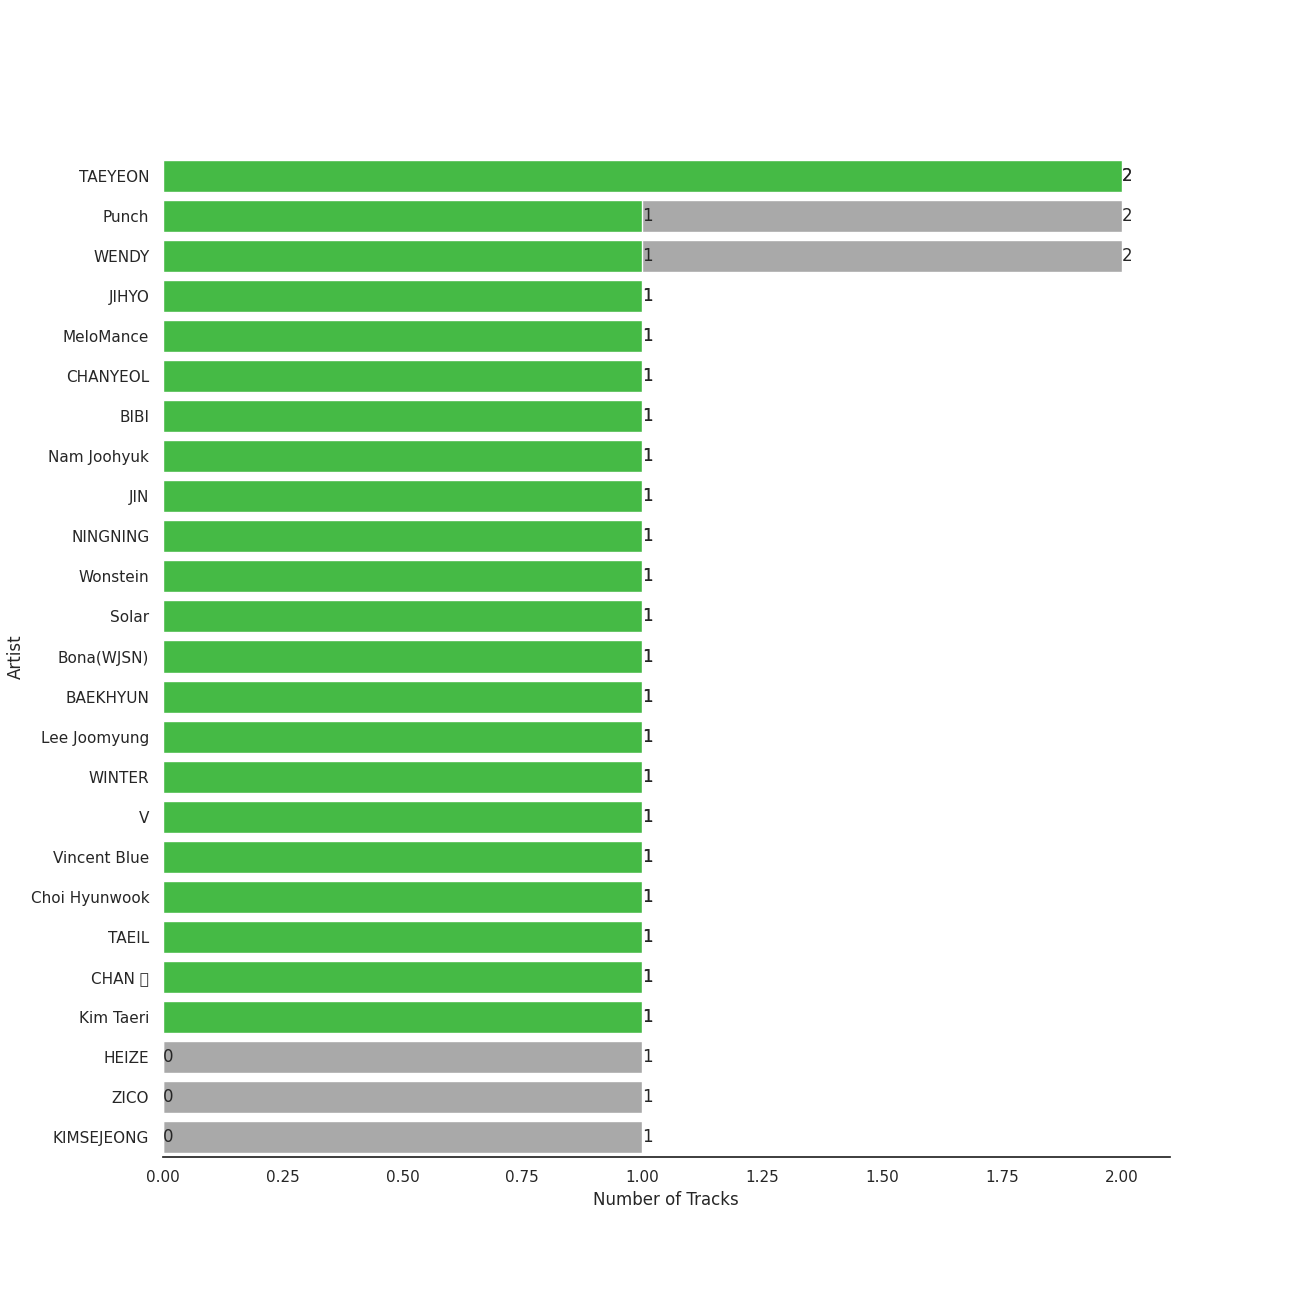 TAEYEON 2
Punch 1 2
WENDY 1 2
JIHYO 1
MeloMance 1
CHANYEOL 1
BIBI 1
Nam Joohyuk 1
JIN 1
NINGNING 1
Wonstein 1
Solar 1
Bona(WJSN) 1
BAEKHYUN 1
Lee Joomyung 1
WINTER 1
V 1
Vincent Blue 1
Choi Hyunwook 1
TAEIL 1
CHAN 1
Kim Taeri 1
HEIZE 0 1
ZICO 0 1
KIMSEJEONG 0 1
0.00 0.25 0.50 0.75 1.00 1.25 1.50 1.75 2.00
Number of Tracks
Artist